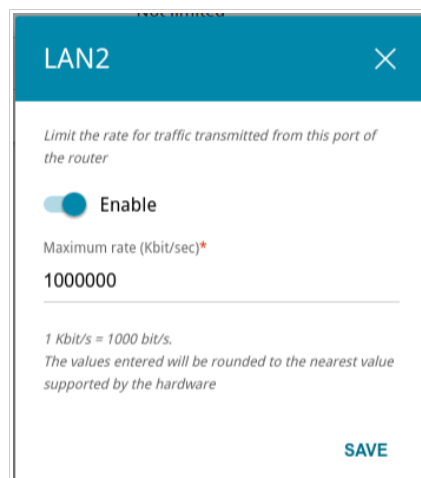 Not limited
LAN2
Limit the rate for traffic transmitted from this port of
the router
Enable
Maximum rate (Kbit/sec)*
1000000
1 Kbit/s = 1000 bit/s.
The values entered will be rounded to the nearest value
supported by the hardware
SAVE